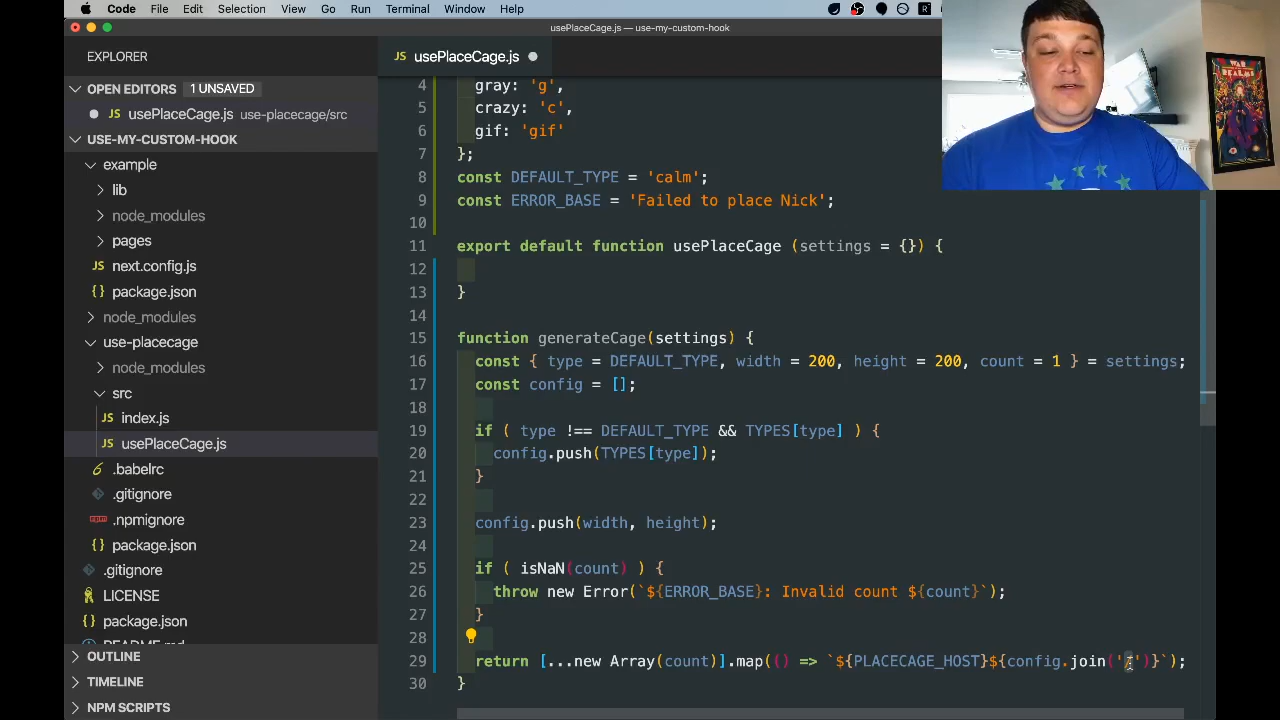 Code File Edit Selection View Go Run Terminal Window Help
usePlaceCage.js — use-my-custom-hook
EXPLORER
JS usePlaceCage.js
OPEN EDITORS 1 UNSAVED
JS usePlaceCage.js use-placecage/src
USE-MY-CUSTOM-HOOK
example
lib
node_modules
pages
JS next.config.js
{} package.json
node_modules
use-placecage
node_modules
src
JS index.js
JS usePlaceCage.js
.babelrc
.gitignore
.npmignore
{} package.json
.gitignore
LICENSE
package.json
README.md
OUTLINE
TIMELINE
NPM SCRIPTS
4 gray: 'g',
5 crazy: 'c',
6 gif: 'gif'
7 };
8 const DEFAULT_TYPE = 'calm';
9 const ERROR_BASE = 'Failed to place Nick';
10
11 export default function usePlaceCage (settings = {}) {
12
13 }
14
15 function generateCage(settings) {
16 const { type = DEFAULT_TYPE, width = 200, height = 200, count = 1 } = settings;
17 const config = [];
18
19 if ( type !== DEFAULT_TYPE && TYPES[type] ) {
20 config.push(TYPES[type]);
21 }
22
23 config.push(width, height);
24
25 if ( isNaN(count) ) {
26 throw new Error(`${ERROR_BASE}: Invalid count ${count}`);
27 }
28
29 return [...new Array(count)].map(() => `${PLACECAGE_HOST}${config.join('/')}`);
30 }
WAR
REALMS